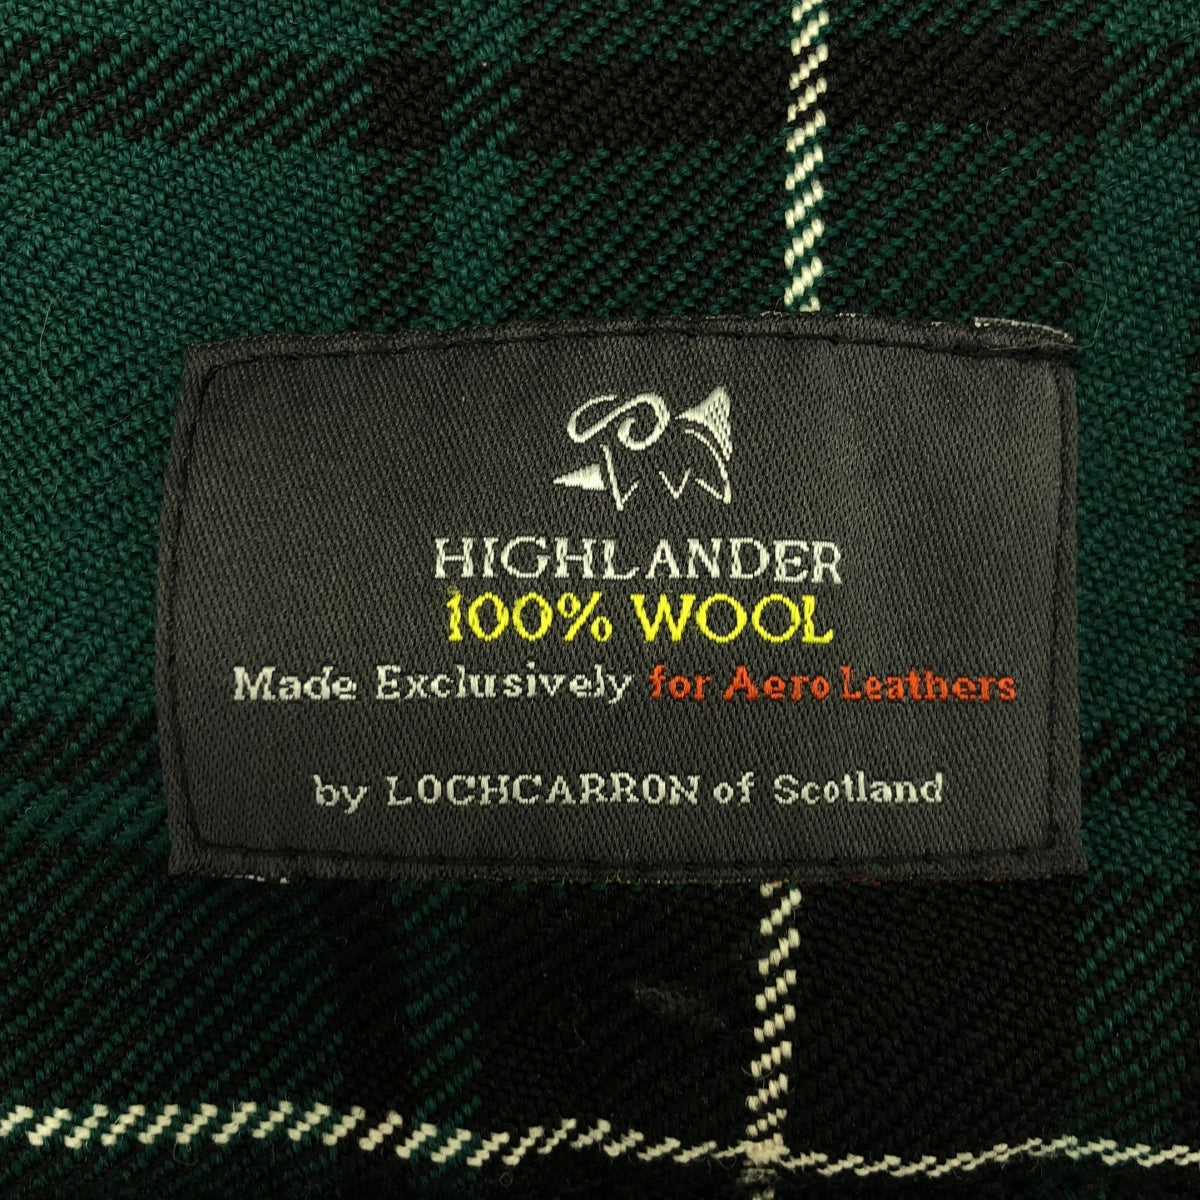 HIGHLANDER
100% WOOL
Made Exclusively for Aero Leathers
by LOCHCARRON of Scotland